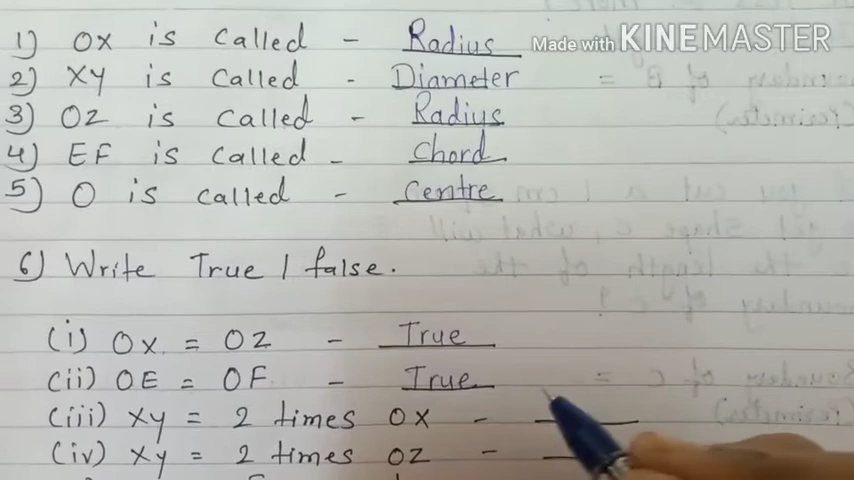 1) OX is called - Radius
Made with KINEMASTER
2) XY is called - Diameter
3) OZ is called - Radius
4) EF is called - Chord
5) O is called - Centre
6) Write True / false.
(i) OX = OZ - True
(ii) OE = OF - True
(iii) XY = 2 times OX -
(iv) XY = 2 times OZ -